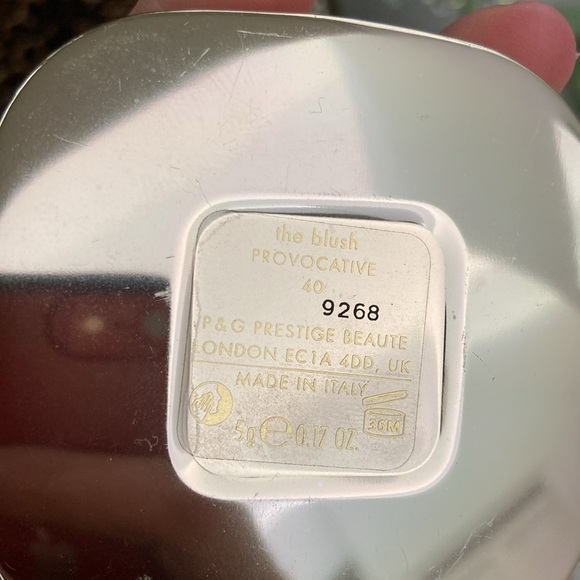 the blush
PROVOCATIVE
40
9268
P&G PRESTIGE BEAUTE
LONDON EC1A 4DD, UK
MADE IN ITALY
36M
5g e 0.17 OZ.